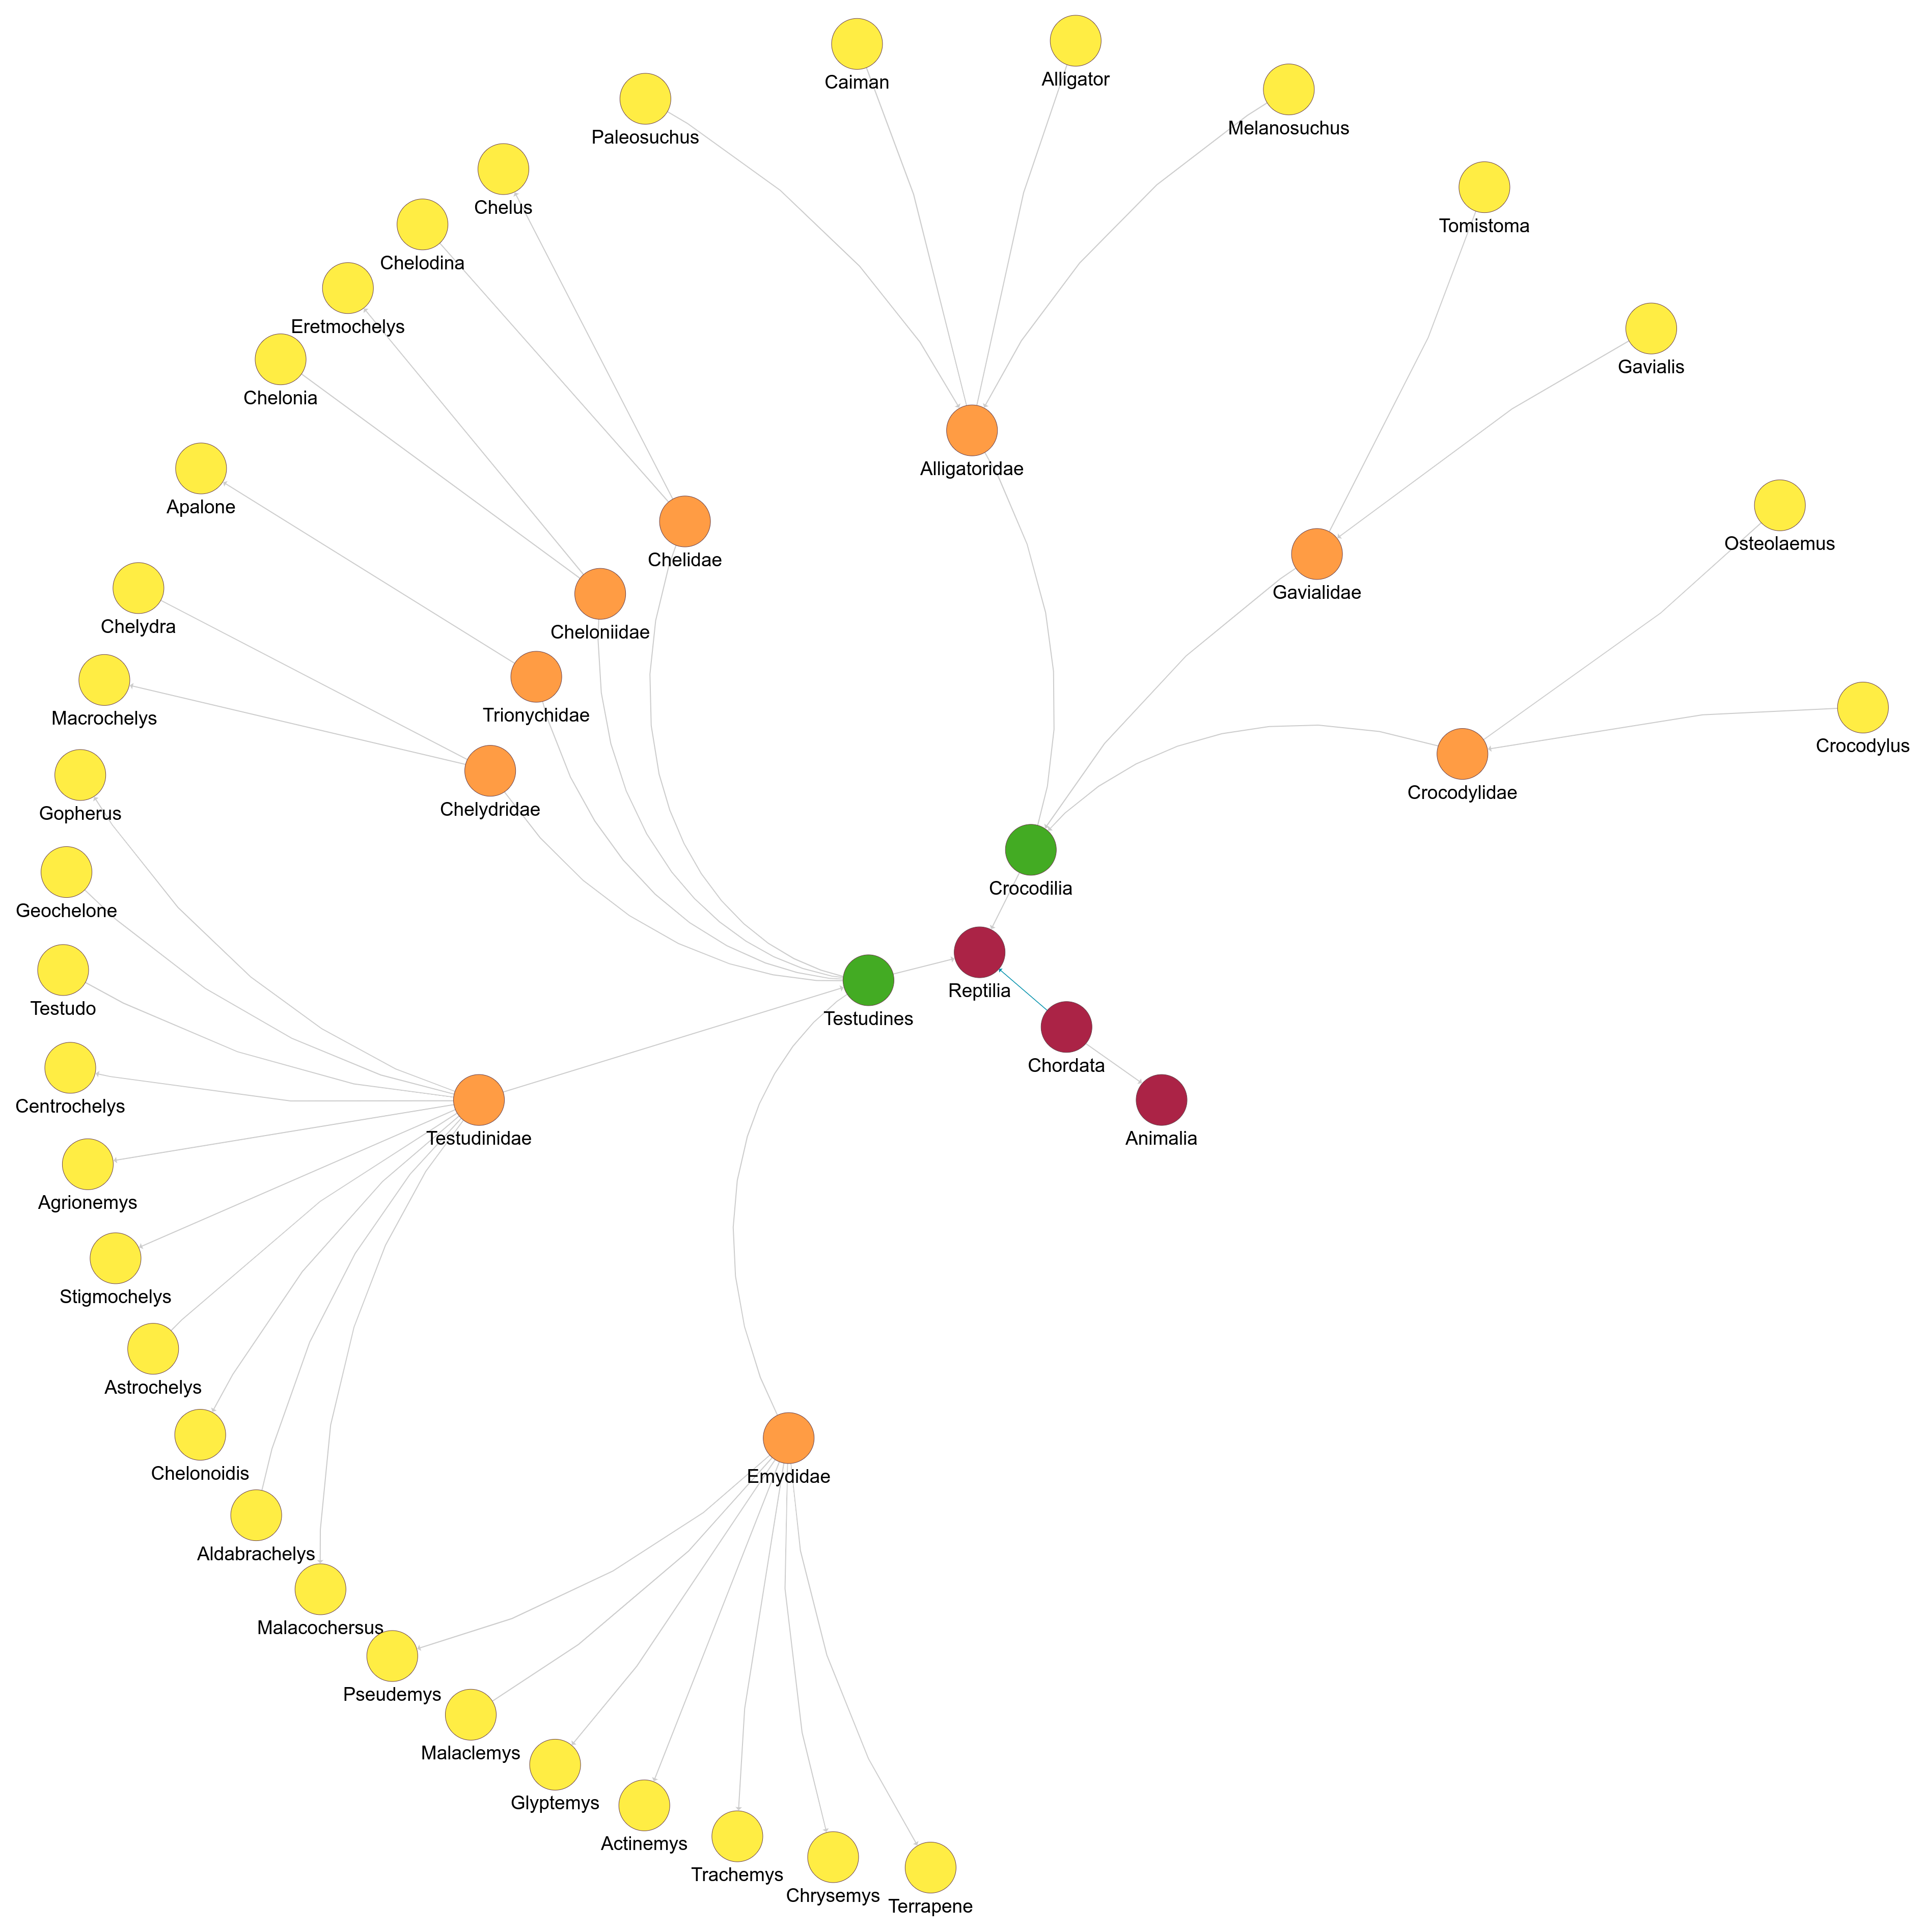 Caiman
Alligator
Melanosuchus
Paleosuchus
Chelus
Tomistoma
Chelodina
Eretmochelys
Gavialis
Chelonia
Alligatoridae
Apalone
Osteolaemus
Chelidae
Gavialidae
Chelydra
Cheloniidae
Macrochelys
Trionychidae
Crocodylus
Crocodylidae
Chelydridae
Gopherus
Crocodilia
Geochelone
Reptilia
Testudo
Testudines
Chordata
Centrochelys
Testudinidae
Animalia
Agrionemys
Stigmochelys
Astrochelys
Chelonoidis
Emydidae
Aldabrachelys
Malacochersus
Pseudemys
Malaclemys
Glyptemys
Actinemys
Trachemys
Chrysemys
Terrapene